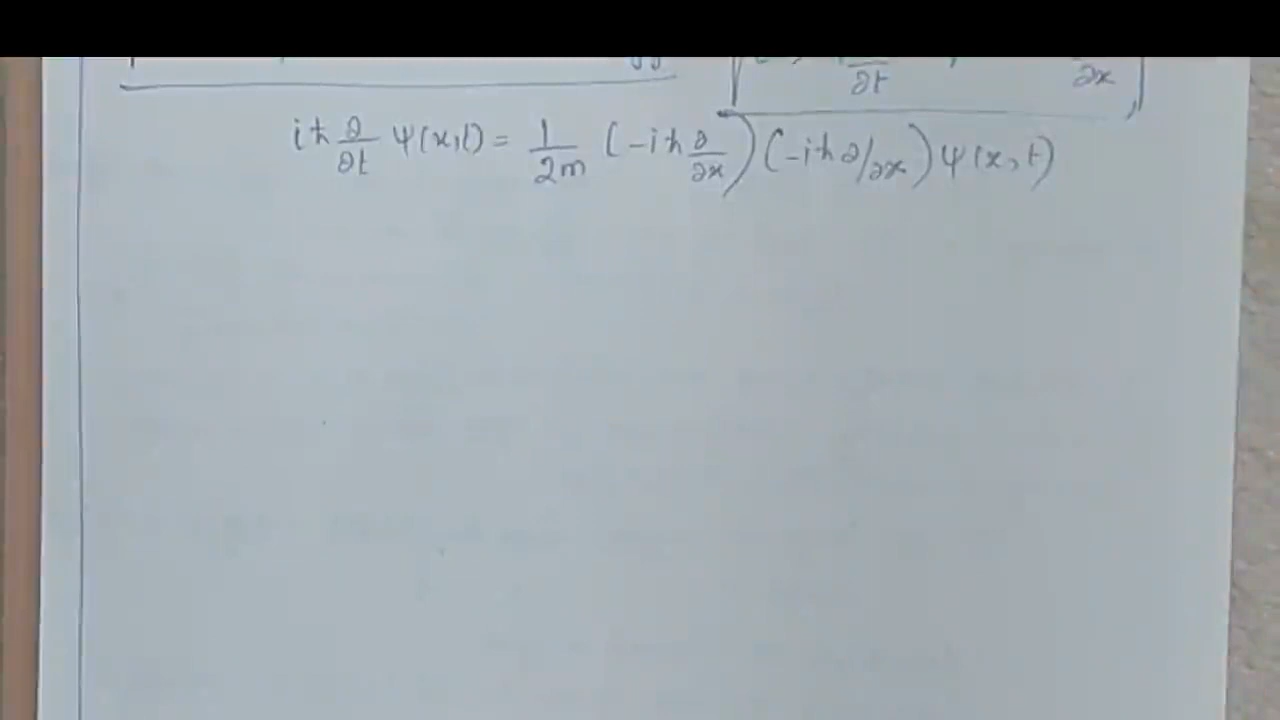 ∂t ∂x
iħ ∂/∂t ψ(x,t) = 1/2m (-iħ ∂/∂x) (-iħ ∂/∂x) ψ(x, t)